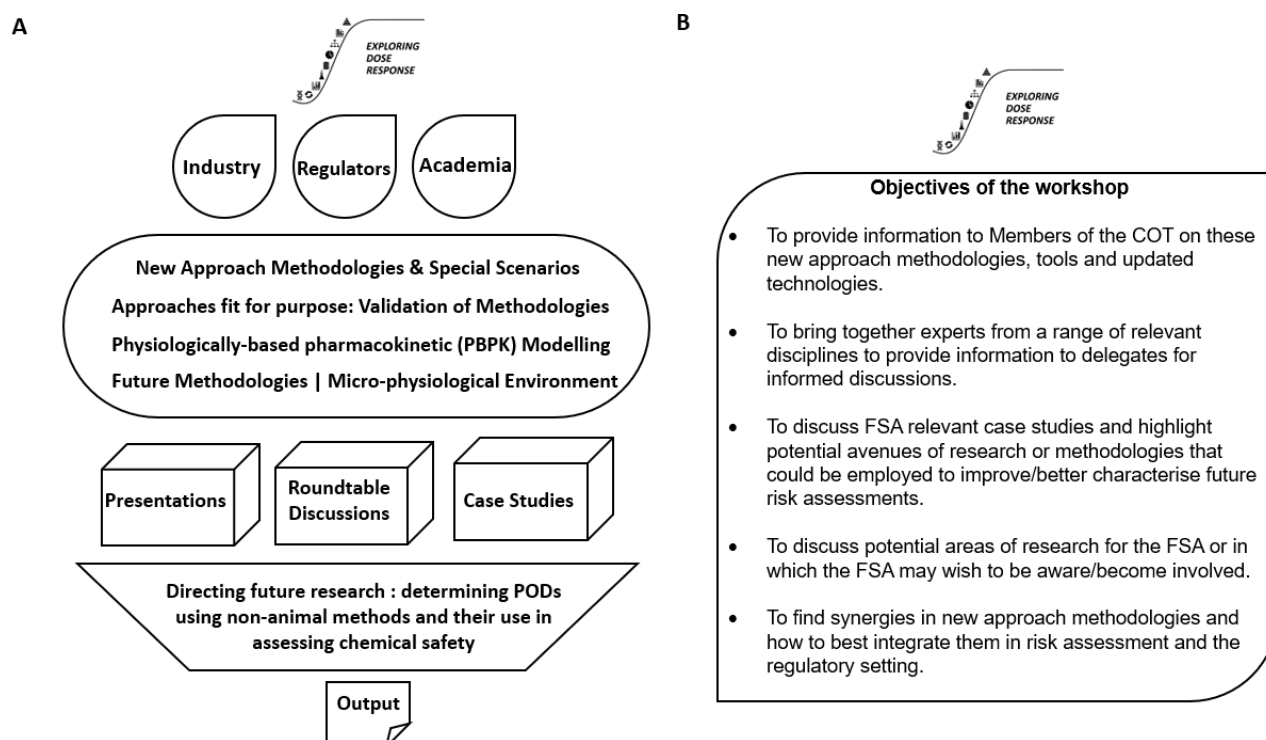 A
EXPLORING
DOSE
RESPONSE
Industry
Regulators
Academia
New Approach Methodologies & Special Scenarios
Approaches fit for purpose: Validation of Methodologies
Physiologically-based pharmacokinetic (PBPK) Modelling
Future Methodologies | Micro-physiological Environment
Presentations
Roundtable
Discussions
Case Studies
Directing future research : determining PODs
using non-animal methods and their use in
assessing chemical safety
Output
B
EXPLORING
DOSE
RESPONSE
Objectives of the workshop
• To provide information to Members of the COT on these
new approach methodologies, tools and updated
technologies.
• To bring together experts from a range of relevant
disciplines to provide information to delegates for
informed discussions.
• To discuss FSA relevant case studies and highlight
potential avenues of research or methodologies that
could be employed to improve/better characterise future
risk assessments.
• To discuss potential areas of research for the FSA or in
which the FSA may wish to be aware/become involved.
• To find synergies in new approach methodologies and
how to best integrate them in risk assessment and the
regulatory setting.